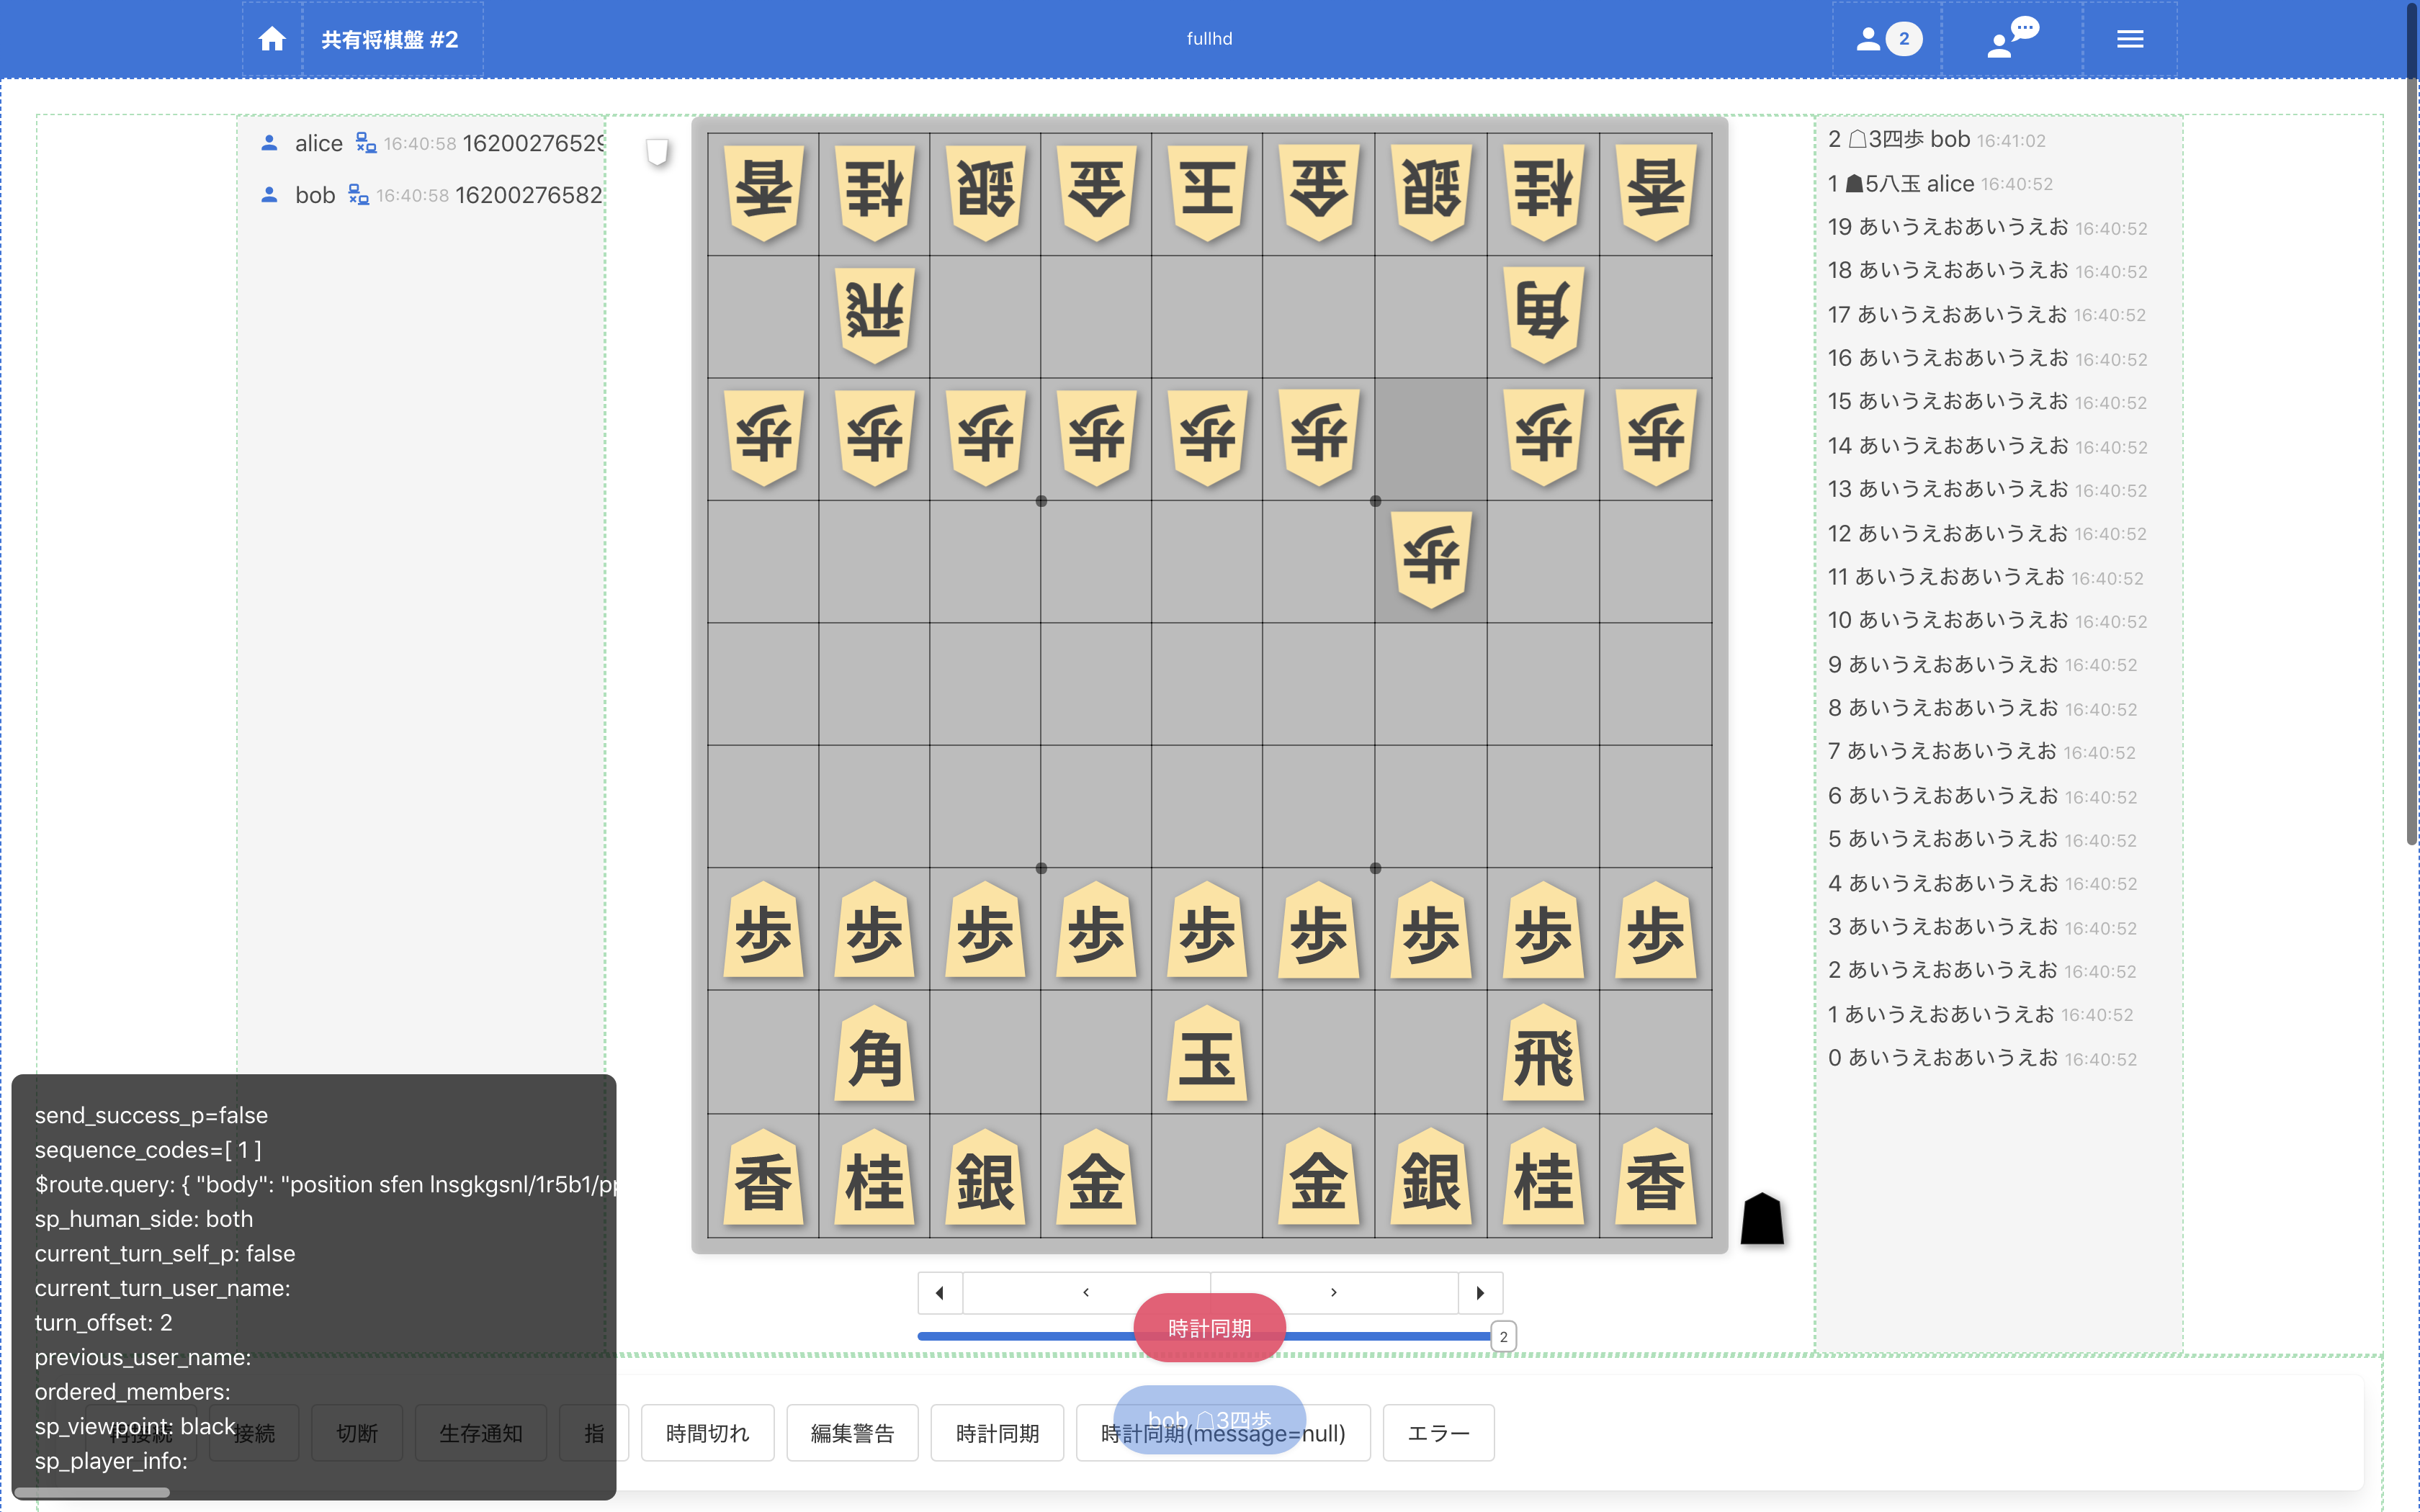 共有将棋盤 #2
fullhd
2
alice 16:40:58 16200276529
bob 16:40:58 16200276582
香 桂 銀 金 玉 金 銀 桂 香
飛 角
歩 歩 歩 歩 歩 歩 歩 歩
歩
歩 歩 歩 歩 歩 歩 歩 歩 歩
角 玉 飛
香 桂 銀 金 金 銀 桂 香
2
時計同期
bob ☖3四歩
2 ☖3四歩 bob 16:41:02
1 ☗5八玉 alice 16:40:52
19 あいうえおあいうえお 16:40:52
18 あいうえおあいうえお 16:40:52
17 あいうえおあいうえお 16:40:52
16 あいうえおあいうえお 16:40:52
15 あいうえおあいうえお 16:40:52
14 あいうえおあいうえお 16:40:52
13 あいうえおあいうえお 16:40:52
12 あいうえおあいうえお 16:40:52
11 あいうえおあいうえお 16:40:52
10 あいうえおあいうえお 16:40:52
9 あいうえおあいうえお 16:40:52
8 あいうえおあいうえお 16:40:52
7 あいうえおあいうえお 16:40:52
6 あいうえおあいうえお 16:40:52
5 あいうえおあいうえお 16:40:52
4 あいうえおあいうえお 16:40:52
3 あいうえおあいうえお 16:40:52
2 あいうえおあいうえお 16:40:52
1 あいうえおあいうえお 16:40:52
0 あいうえおあいうえお 16:40:52
send_success_p=false
sequence_codes=[ 1 ]
$route.query: { "body": "position sfen lnsgkgsnl/1r5b1/pp
sp_human_side: both
current_turn_self_p: false
current_turn_user_name:
turn_offset: 2
previous_user_name:
ordered_members:
sp_viewpoint: black
sp_player_info:
再接続 接続 切断 生存通知 指 時間切れ 編集警告 時計同期 時計同期(message=null) エラー